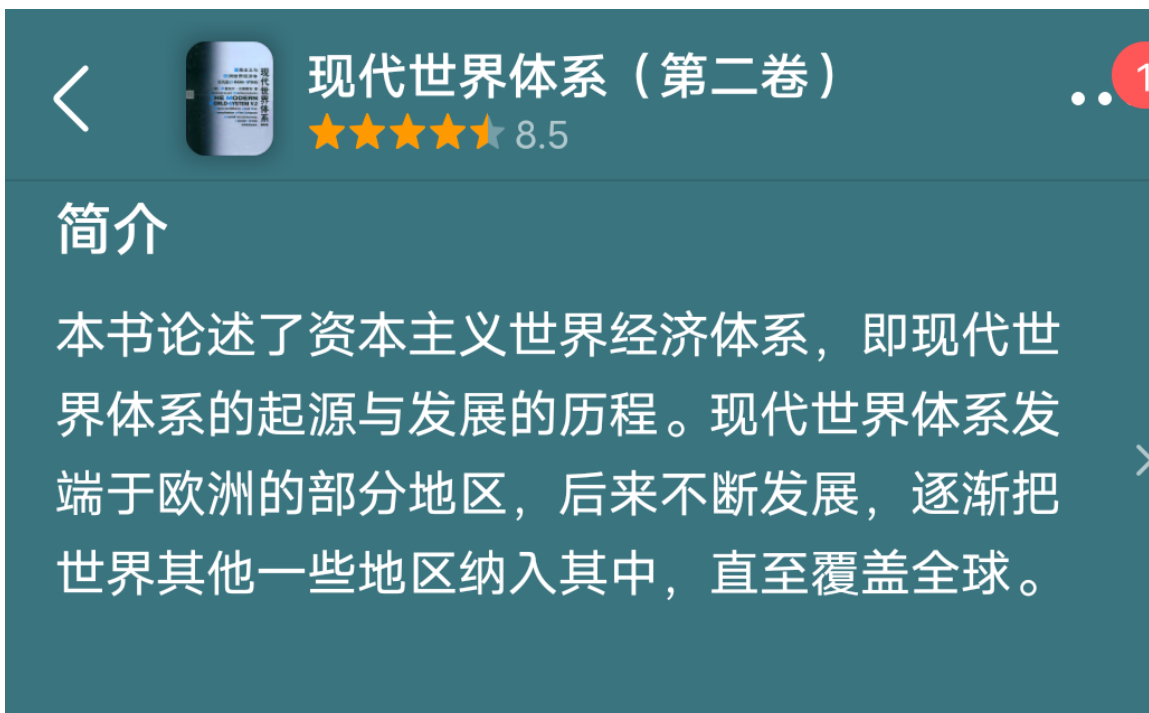 现代世界体系（第二卷）
8.5
简介
本书论述了资本主义世界经济体系，即现代世
界体系的起源与发展的历程。现代世界体系发
端于欧洲的部分地区，后来不断发展，逐渐把
世界其他一些地区纳入其中，直至覆盖全球。